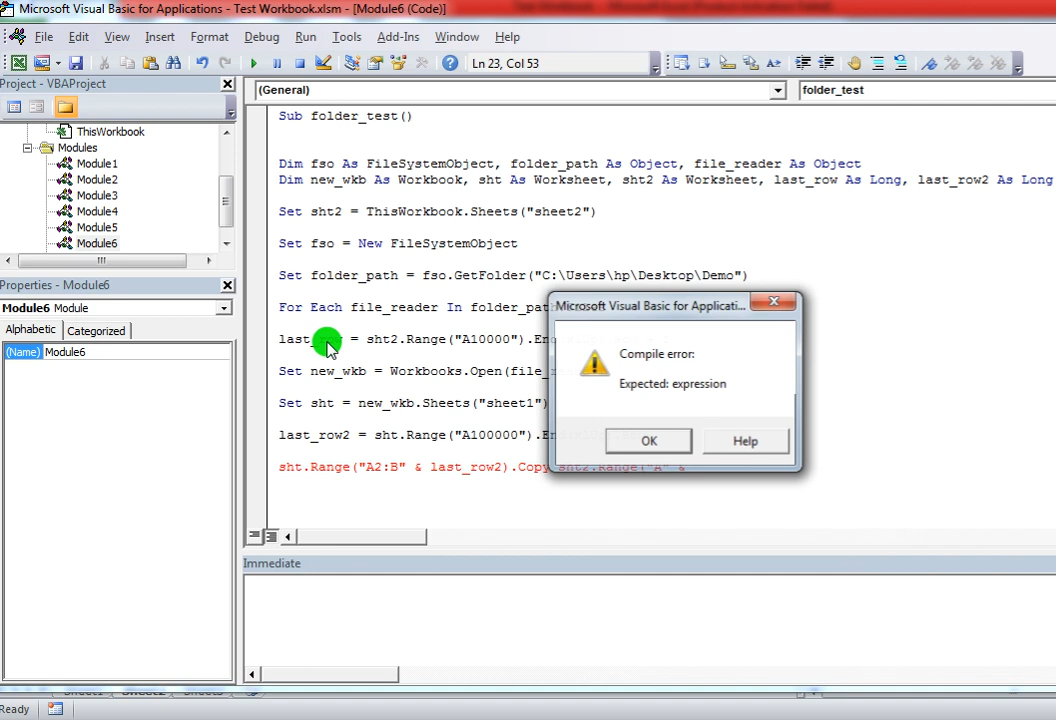 Microsoft Visual Basic for Applications - Test Workbook.xlsm - [Module6 (Code)]
File Edit View Insert Format Debug Run Tools Add-Ins Window Help
Ln 23, Col 53
Project - VBAProject
(General)
folder_test
ThisWorkbook
Modules
Module1
Module2
Module3
Module4
Module5
Module6
Properties - Module6
Module6 Module
Alphabetic Categorized
(Name) Module6
Sub folder_test()
Dim fso As FileSystemObject, folder_path As Object, file_reader As Object
Dim new_wkb As Workbook, sht As Worksheet, sht2 As Worksheet, last_row As Long, last_row2 As Long
Set sht2 = ThisWorkbook.Sheets("sheet2")
Set fso = New FileSystemObject
Set folder_path = fso.GetFolder("C:\Users\hp\Desktop\Demo")
For Each file_reader In folder_pat
last_row = sht2.Range("A10000").En
Set new_wkb = Workbooks.Open(file_
Set sht = new_wkb.Sheets("sheet1")
last_row2 = sht.Range("A100000").E
sht.Range("A2:B" & last_row2).Copy sht2.Range("A" &
Microsoft Visual Basic for Applicati...
Compile error:
Expected: expression
OK
Help
Immediate
Sheet1 Sheet2 Sheet3
Ready